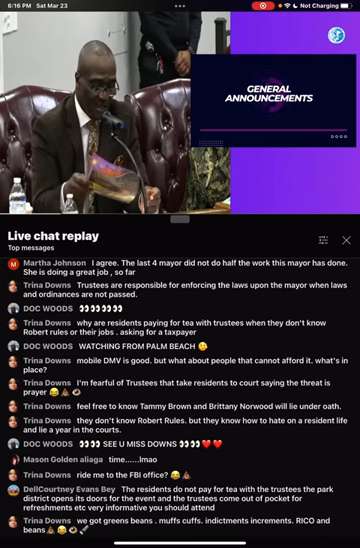 6:16 PM Sat Mar 23
Not Charging
GENERAL
ANNOUNCEMENTS
Live chat replay
Top messages
M Martha Johnson I agree. The last 4 mayor did not do half the work this mayor has done.
She is doing a great job , so far
Trina Downs Trustees are responsible for enforcing the laws upon the mayor when laws
and ordinances are not passed.
DOC WOODS 👀👀👀👀👀
Trina Downs why are residents paying for tea with trustees when they don't know
Robert rules or their jobs . asking for a taxpayer
DOC WOODS WATCHING FROM PALM BEACH 😋
Trina Downs mobile DMV is good. but what about people that cannot afford it. what's in
place?
Trina Downs I'm fearful of Trustees that take residents to court saying the threat is
prayer 😂💩👁
Trina Downs feel free to know Tammy Brown and Brittany Norwood will lie under oath.
Trina Downs they don't know Robert Rules. but they know how to hate on a resident life
and lie a year in the courts.
DOC WOODS 👀👀 SEE U MISS DOWNS 👀👀❤️❤️
Mason Golden aliaga time......lmao
Trina Downs ride me to the FBI office? 😂💩
DellCourtney Evans Bey The residents do not pay for tea with the trustees the park
district opens its doors for the event and the trustees come out of pocket for
refreshments etc very informative you should attend
Trina Downs we got greens beans . muffs cuffs. indictments increments. RICO and
beans💩😂👁